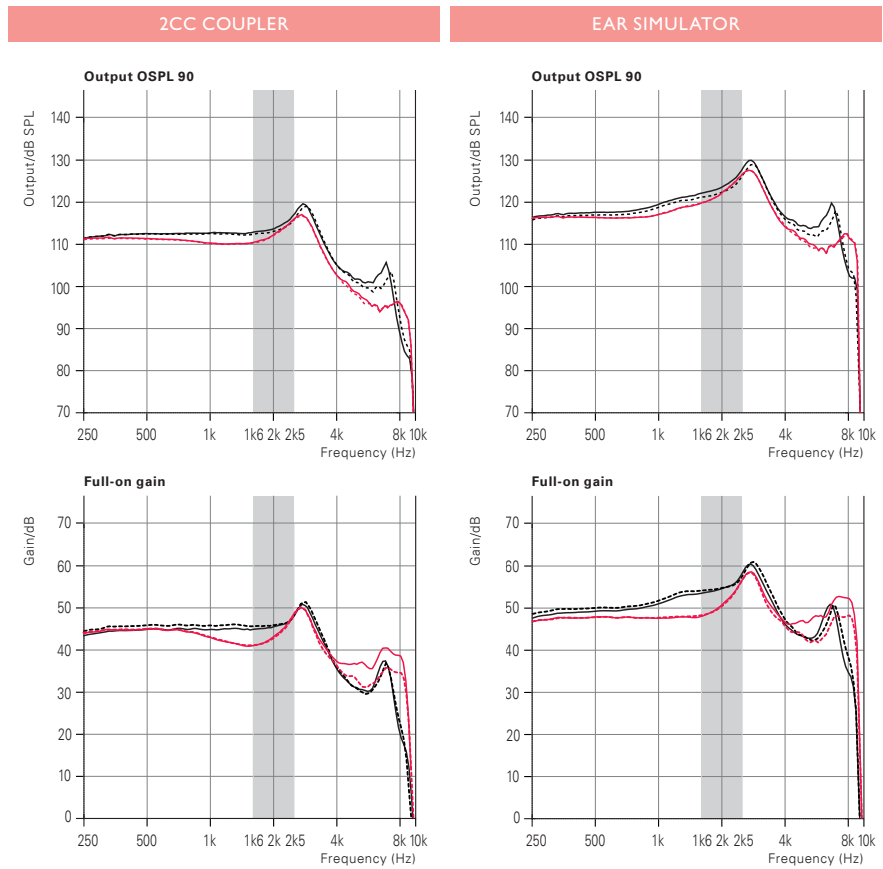 2CC COUPLER
EAR SIMULATOR
Output OSPL 90
Output/dB SPL
140
130
120
110
100
90
80
70
250 500 1k 1k6 2k 2k5 4k 8k 10k
Frequency (Hz)
Output OSPL 90
Output/dB SPL
140
130
120
110
100
90
80
70
250 500 1k 1k6 2k 2k5 4k 8k 10k
Frequency (Hz)
Full-on gain
Gain/dB
70
60
50
40
30
20
10
0
250 500 1k 1k6 2k 2k5 4k 8k 10k
Frequency (Hz)
Full-on gain
Gain/dB
70
60
50
40
30
20
10
0
250 500 1k 1k6 2k 2k5 4k 8k 10k
Frequency (Hz)